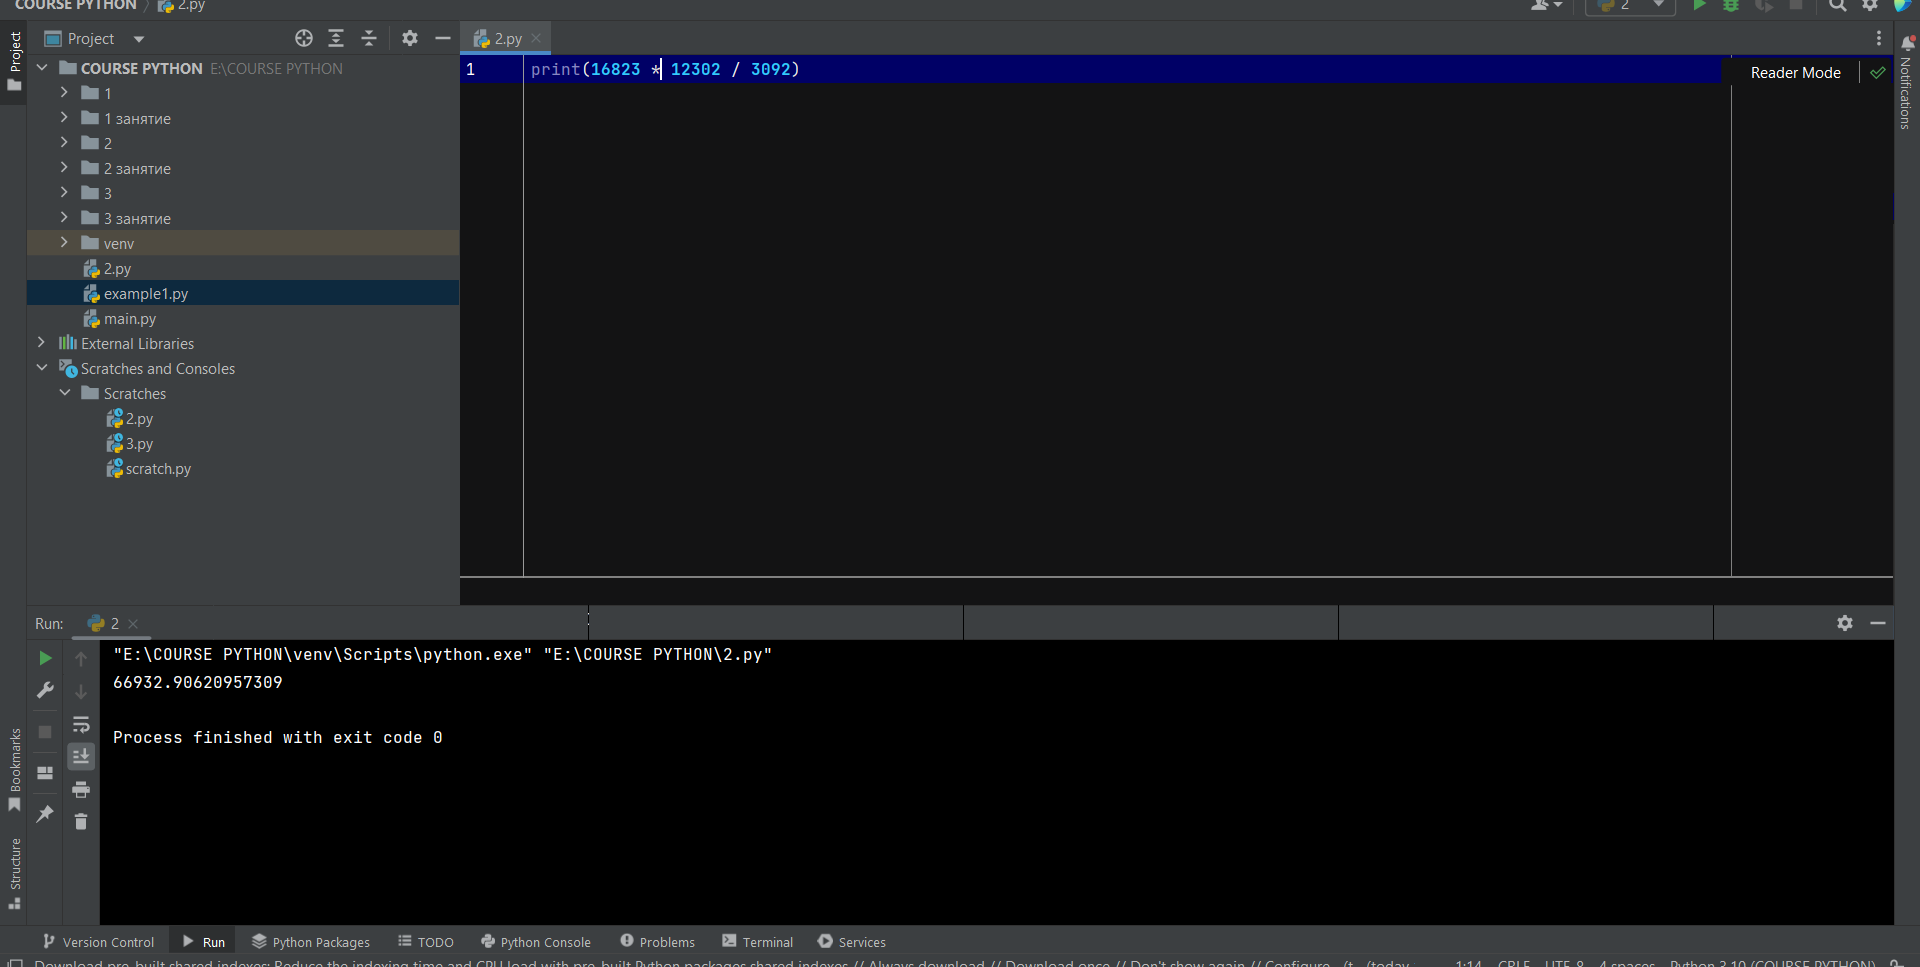 COURSE PYTHON 2.py
2
Project
Project
2.py
COURSE PYTHON E:\COURSE PYTHON
1
1 занятие
2
2 занятие
3
3 занятие
venv
2.py
example1.py
main.py
External Libraries
Scratches and Consoles
Scratches
2.py
3.py
scratch.py
1 print(16823 * 12302 / 3092)
Reader Mode
Notifications
Run: 2
"E:\COURSE PYTHON\venv\Scripts\python.exe" "E:\COURSE PYTHON\2.py"
66932.90620957309
Process finished with exit code 0
Bookmarks
Structure
Version Control Run Python Packages TODO Python Console Problems Terminal Services
Download pre-built shared indexes: Reduce the indexing time and CPU load with pre-built Python packages shared indexes // Always download // Download once // Don't show again // Configure... (today 1:14 CRLF UTF-8 4 spaces Python 3.10 (COURSE PYTHON)